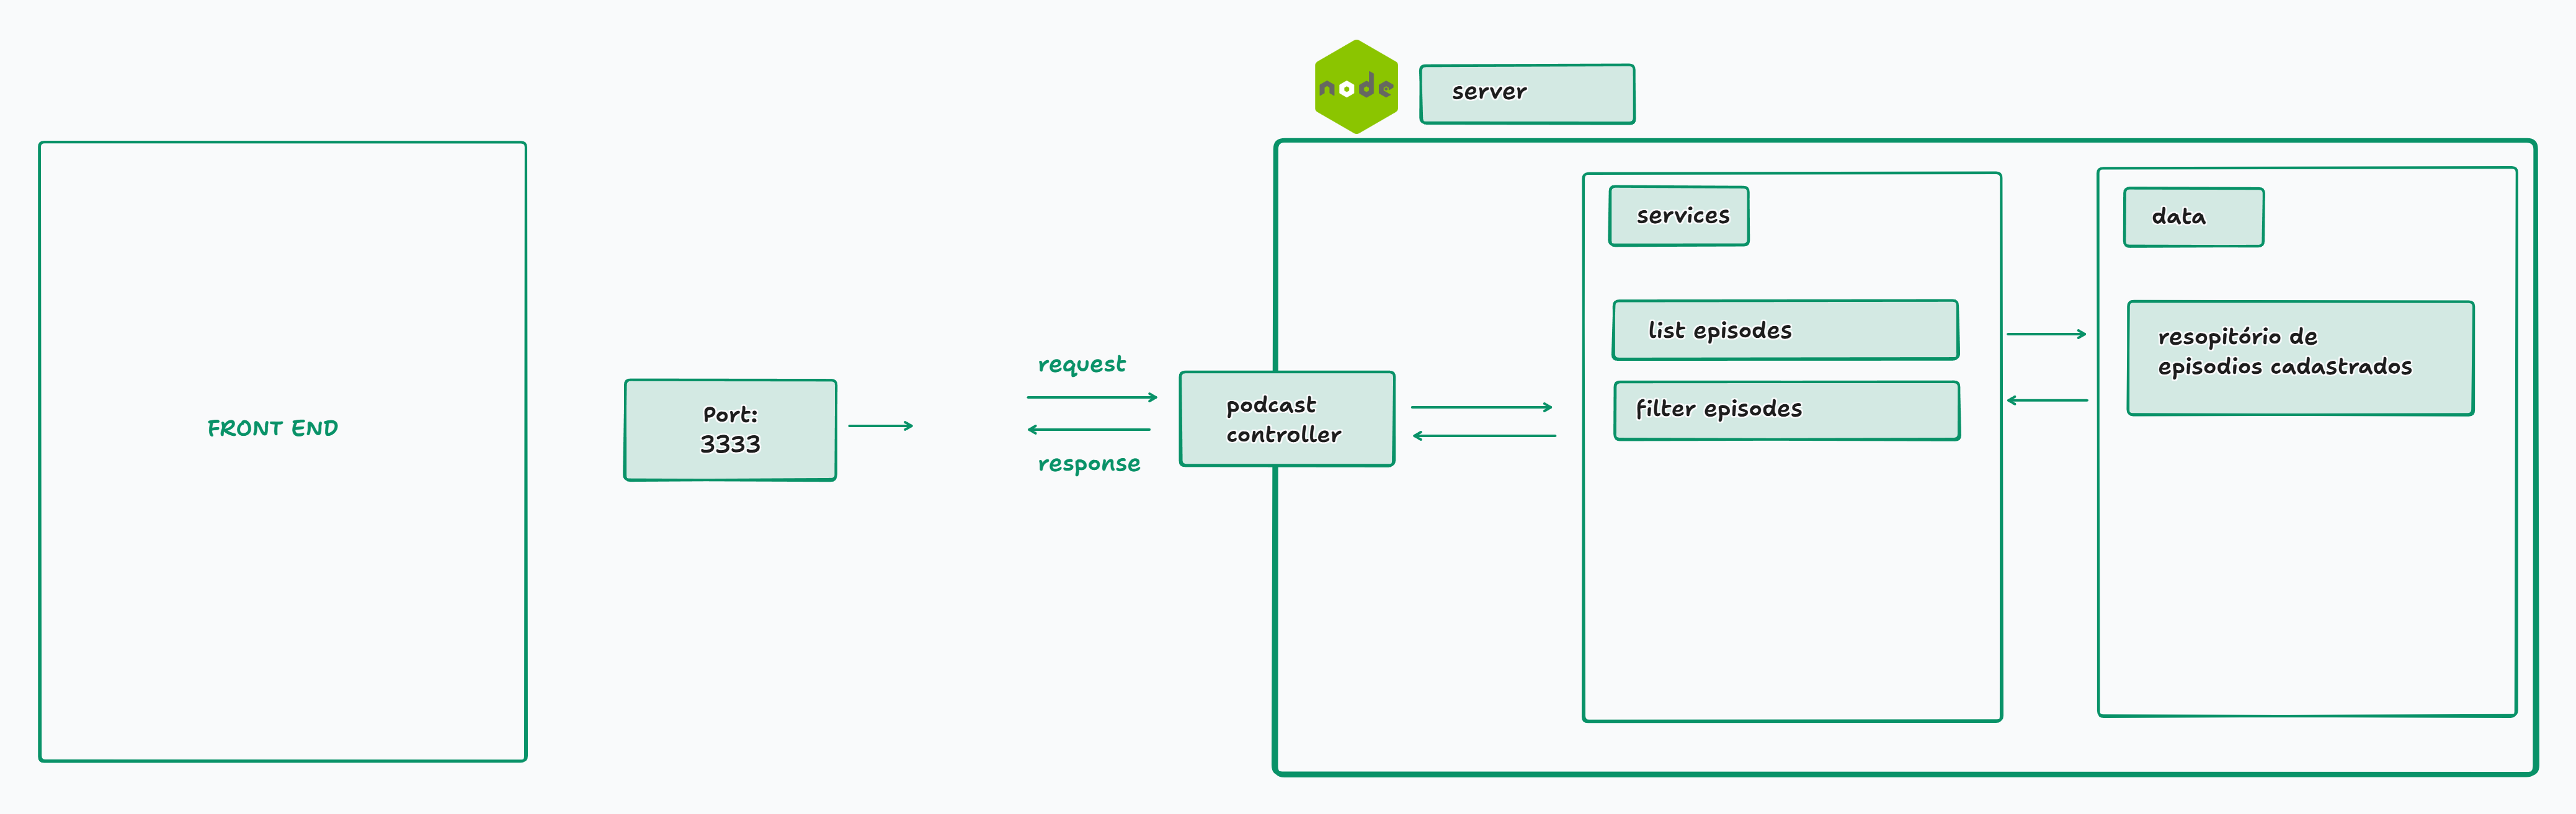 node
server
services
data
list episodes
resopitório de
episodios cadastrados
request
Port:
3333
podcast
controller
filter episodes
FRONT END
response